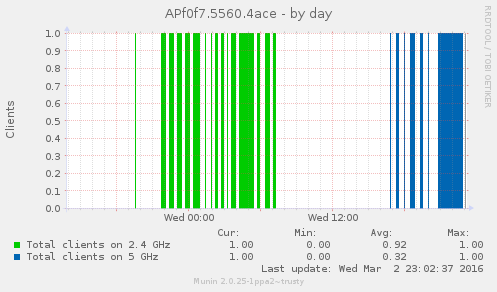 APf0f7.5560.4ace - by day
RRDTOOL / TOBI OETIKER
Clients
1.0
0.9
0.8
0.7
0.6
0.5
0.4
0.3
0.2
0.1
0.0
Wed 00:00 Wed 12:00
Cur: Min: Avg: Max:
Total clients on 2.4 GHz 1.00 0.00 0.92 1.00
Total clients on 5 GHz 1.00 0.00 0.32 1.00
Last update: Wed Mar 2 23:02:37 2016
Munin 2.0.25-1ppa2~trusty